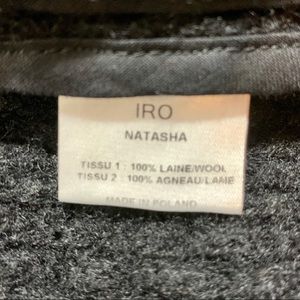 IRO
NATASHA
TISSU 1 : 100% LAINE/WOOL
TISSU 2 : 100% AGNEAU/LAMB
MADE IN POLAND